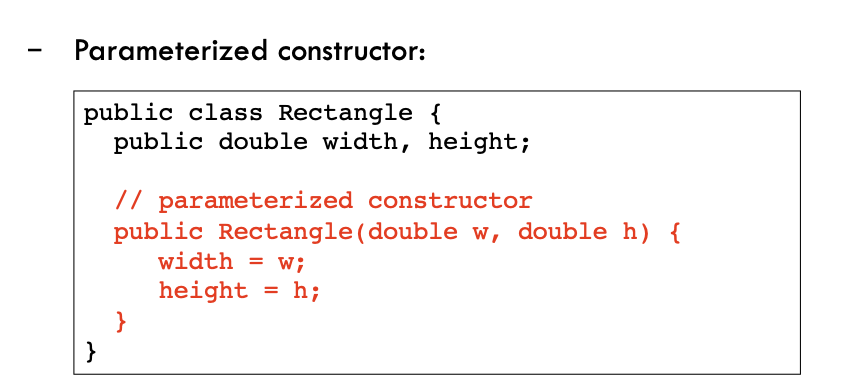 - Parameterized constructor:
public class Rectangle {
  public double width, height;

  // parameterized constructor
  public Rectangle(double w, double h) {
     width = w;
     height = h;
  }
}